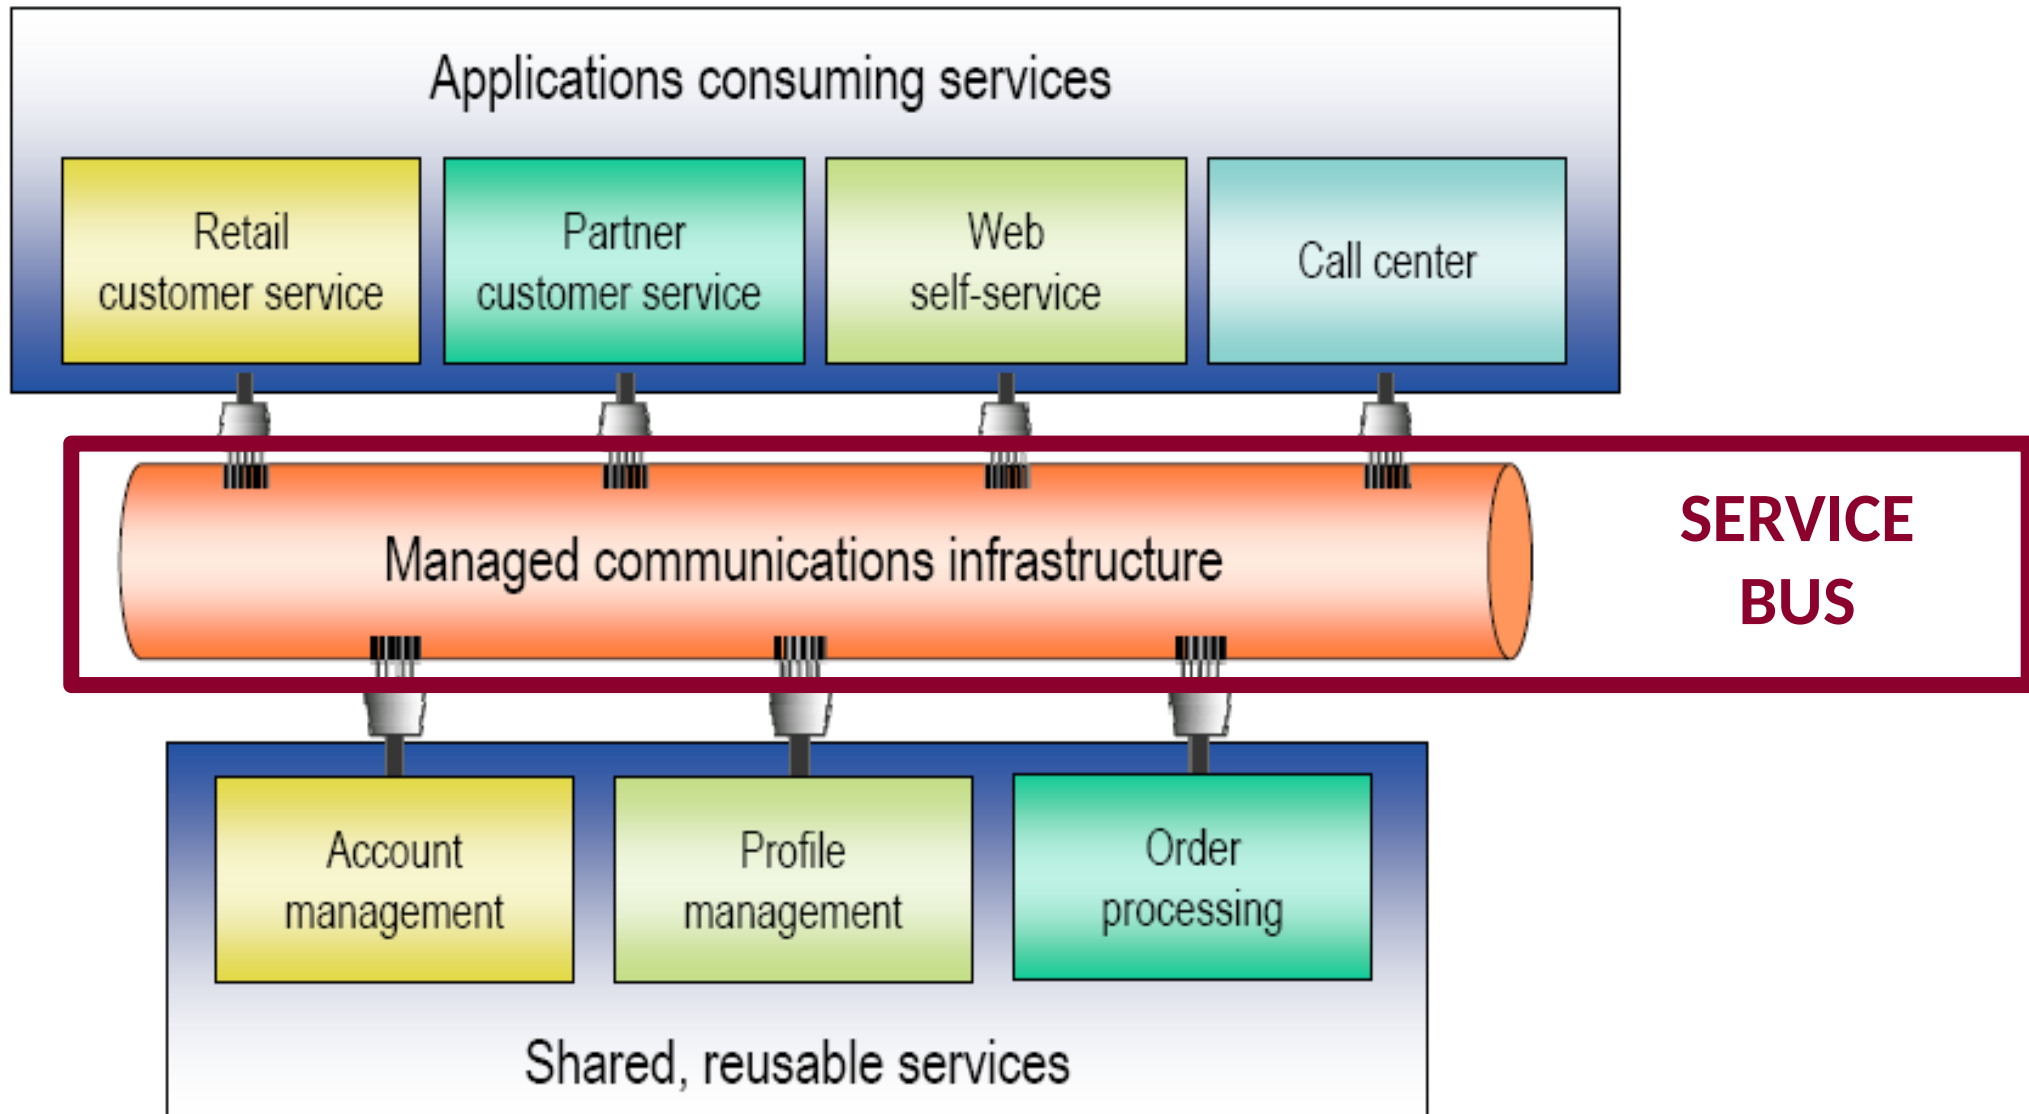 Applications consuming services
Retail
customer service
Partner
customer service
Web
self-service
Call center
Managed communications infrastructure
SERVICE
BUS
Account
management
Profile
management
Order
processing
Shared, reusable services